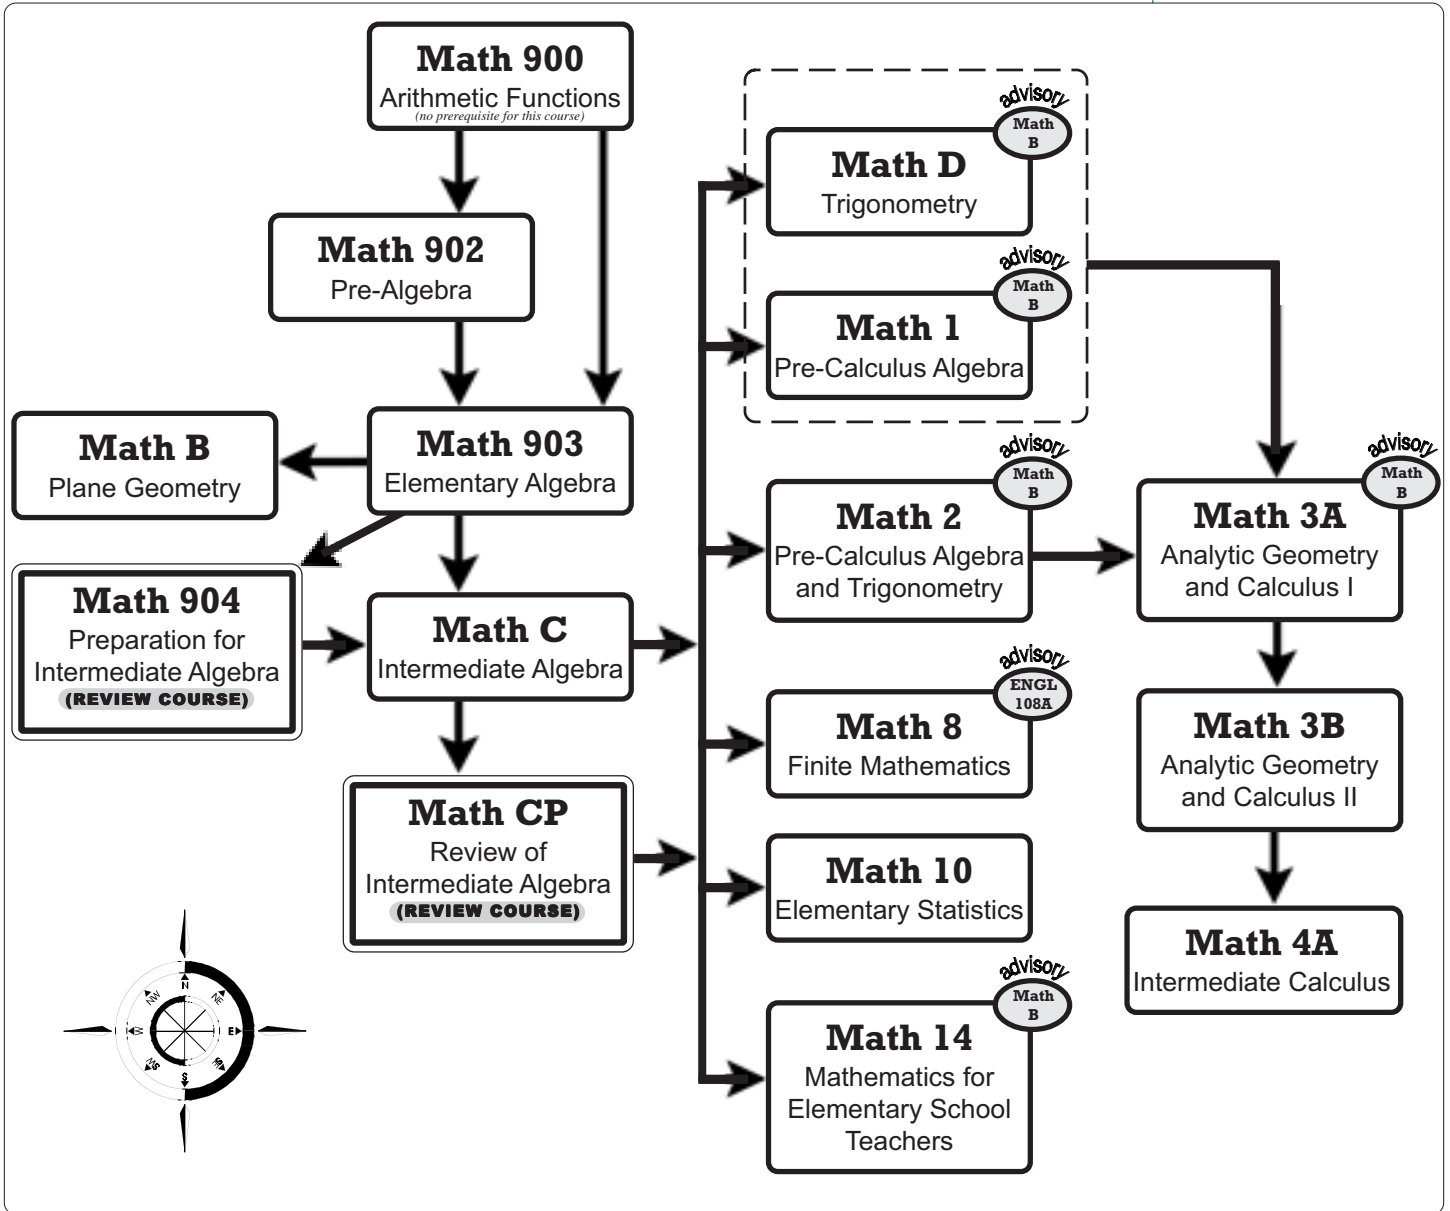 Math 900
Arithmetic Functions
(no prerequisite for this course)
Math 902
Pre-Algebra
Math B
Plane Geometry
Math 903
Elementary Algebra
Math 904
Preparation for
Intermediate Algebra
(REVIEW COURSE)
Math C
Intermediate Algebra
Math CP
Review of
Intermediate Algebra
(REVIEW COURSE)
advisory
Math
B
Math D
Trigonometry
advisory
Math
B
Math 1
Pre-Calculus Algebra
advisory
Math
B
Math 2
Pre-Calculus Algebra
and Trigonometry
advisory
ENGL
108A
Math 8
Finite Mathematics
Math 10
Elementary Statistics
advisory
Math
B
Math 14
Mathematics for
Elementary School
Teachers
advisory
Math
B
Math 3A
Analytic Geometry
and Calculus I
Math 3B
Analytic Geometry
and Calculus II
Math 4A
Intermediate Calculus
N
NE
E
SE
S
SW
W
NW